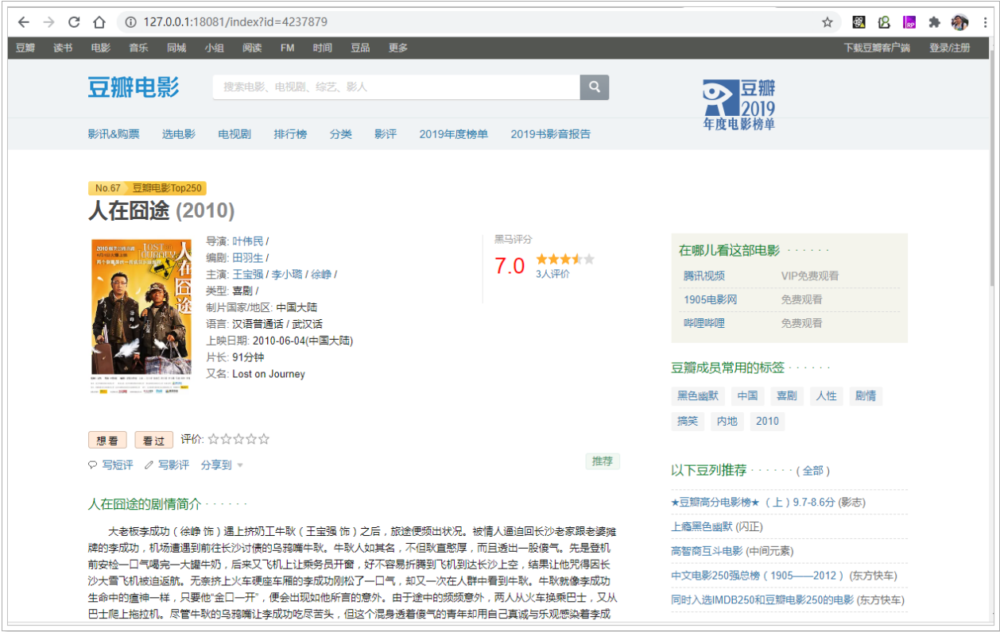 127.0.0.1:18081/index?id=4237879
豆瓣 读书 电影 音乐 同城 小组 阅读 FM 时间 豆品 更多 下载豆瓣客户端 登录/注册
豆瓣电影 搜索电影、电视剧、综艺、影人
豆瓣
2019
年度电影榜单
影讯&购票 选电影 电视剧 排行榜 分类 影评 2019年度榜单 2019书影音报告
No.67 豆瓣电影Top250
人在囧途 (2010)
人在囧途
LOST ON
导演: 叶伟民 /
编剧: 田羽生 /
主演: 王宝强 / 李小璐 / 徐峥 /
类型: 喜剧 /
制片国家/地区: 中国大陆
语言: 汉语普通话 / 武汉话
上映日期: 2010-06-04(中国大陆)
片长: 91分钟
又名: Lost on Journey
黑马评分
7.0
3人评价
在哪儿看这部电影 · · · · · ·
腾讯视频 VIP免费观看
1905电影网 免费观看
哔哩哔哩 免费观看
豆瓣成员常用的标签 · · · · · ·
黑色幽默 中国 喜剧 人性 剧情
搞笑 内地 2010
想看 看过 评价:
写短评 写影评 分享到
推荐
以下豆列推荐 · · · · · · ( 全部 )
★豆瓣高分电影榜★ （上）9.7-8.6分 (影志)
上瘾黑色幽默 (闪正)
高智商互斗电影 (中间元素)
中文电影250强总榜（1905——2012） (东方快车)
同时入选IMDB250和豆瓣电影250的电影 (东方快车)
人在囧途的剧情简介 · · · · · ·
大老板李成功（徐峥 饰）遇上挤奶工牛耿（王宝强 饰）之后，旅途便频出状况。被情人逼迫回长沙老家跟老婆摊
牌的李成功，机场遭遇到前往长沙讨债的乌鸦嘴牛耿。牛耿人如其名，不但耿直憨厚，而且透出一股傻气。先是登机
前安检一口气喝完一大罐牛奶，后来又飞机上让乘务员开窗，好不容易折腾到飞机到达长沙上空，结果让他咒得因长
沙大雪飞机被迫返航。无奈挤上火车硬座车厢的李成功刚松了一口气，却又一次在人群中看到牛耿。牛耿就像李成功
生命中的瘟神一样，只要他“金口一开”，便会出现如他所言的意外。由于途中的频频意外，两人从火车换乘巴士，又从
巴士爬上拖拉机。尽管牛耿的乌鸦嘴让李成功吃尽苦头，但这个混身透着傻气的青年却用自己真诚与乐观感染着李成